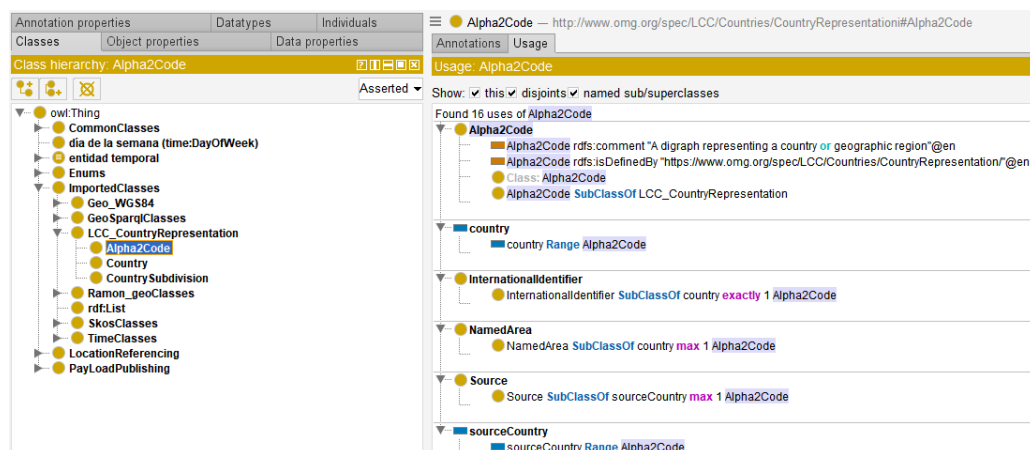 Annotation properties Datatypes Individuals
Classes Object properties Data properties
Class hierarchy: Alpha2Code
Asserted
owl:Thing
CommonClasses
dia de la semana (time:DayOfWeek)
entidad temporal
Enums
ImportedClasses
Geo_WGS84
GeoSparqlClasses
LCC_CountryRepresentation
Alpha2Code
Country
CountrySubdivision
Ramon_geoClasses
rdf:List
SkosClasses
TimeClasses
LocationReferencing
PayLoadPublishing
Alpha2Code — http://www.omg.org/spec/LCC/Countries/CountryRepresentationi#Alpha2Code
Annotations Usage
Usage: Alpha2Code
Show: this disjoints named sub/superclasses
Found 16 uses of Alpha2Code
Alpha2Code
Alpha2Code rdfs:comment "A digraph representing a country or geographic region"@en
Alpha2Code rdfs:isDefinedBy "https://www.omg.org/spec/LCC/Countries/CountryRepresentation/"@en
Class: Alpha2Code
Alpha2Code SubClassOf LCC_CountryRepresentation
country
country Range Alpha2Code
InternationalIdentifier
InternationalIdentifier SubClassOf country exactly 1 Alpha2Code
NamedArea
NamedArea SubClassOf country max 1 Alpha2Code
Source
Source SubClassOf sourceCountry max 1 Alpha2Code
sourceCountry
sourceCountry Range Alpha2Code